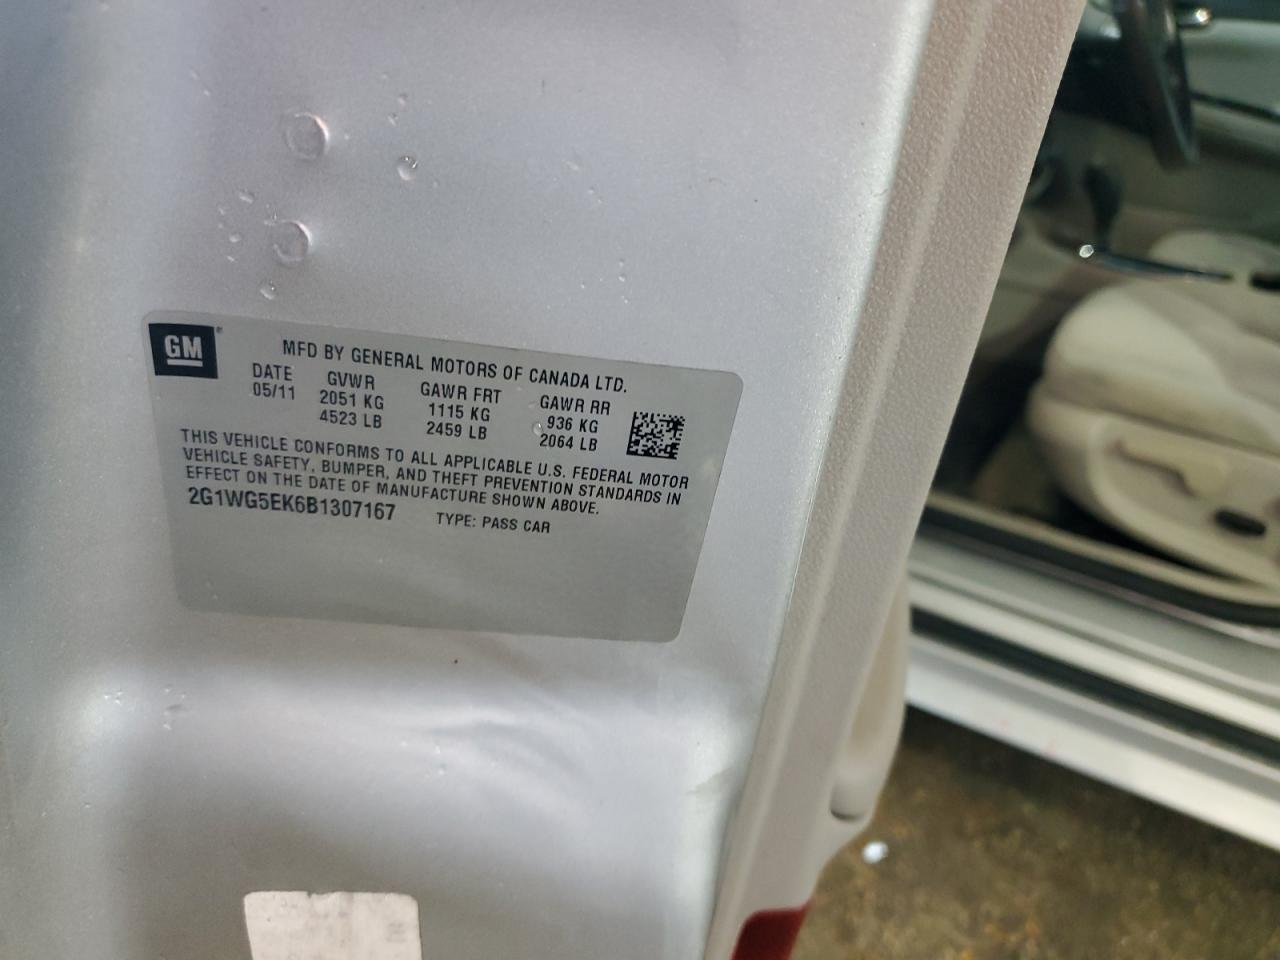 GM
MFD BY GENERAL MOTORS OF CANADA LTD.
DATE GVWR GAWR FRT GAWR RR
05/11 2051 KG 1115 KG 936 KG
4523 LB 2459 LB 2064 LB
THIS VEHICLE CONFORMS TO ALL APPLICABLE U.S. FEDERAL MOTOR
VEHICLE SAFETY, BUMPER, AND THEFT PREVENTION STANDARDS IN
EFFECT ON THE DATE OF MANUFACTURE SHOWN ABOVE.
2G1WG5EK6B1307167 TYPE: PASS CAR